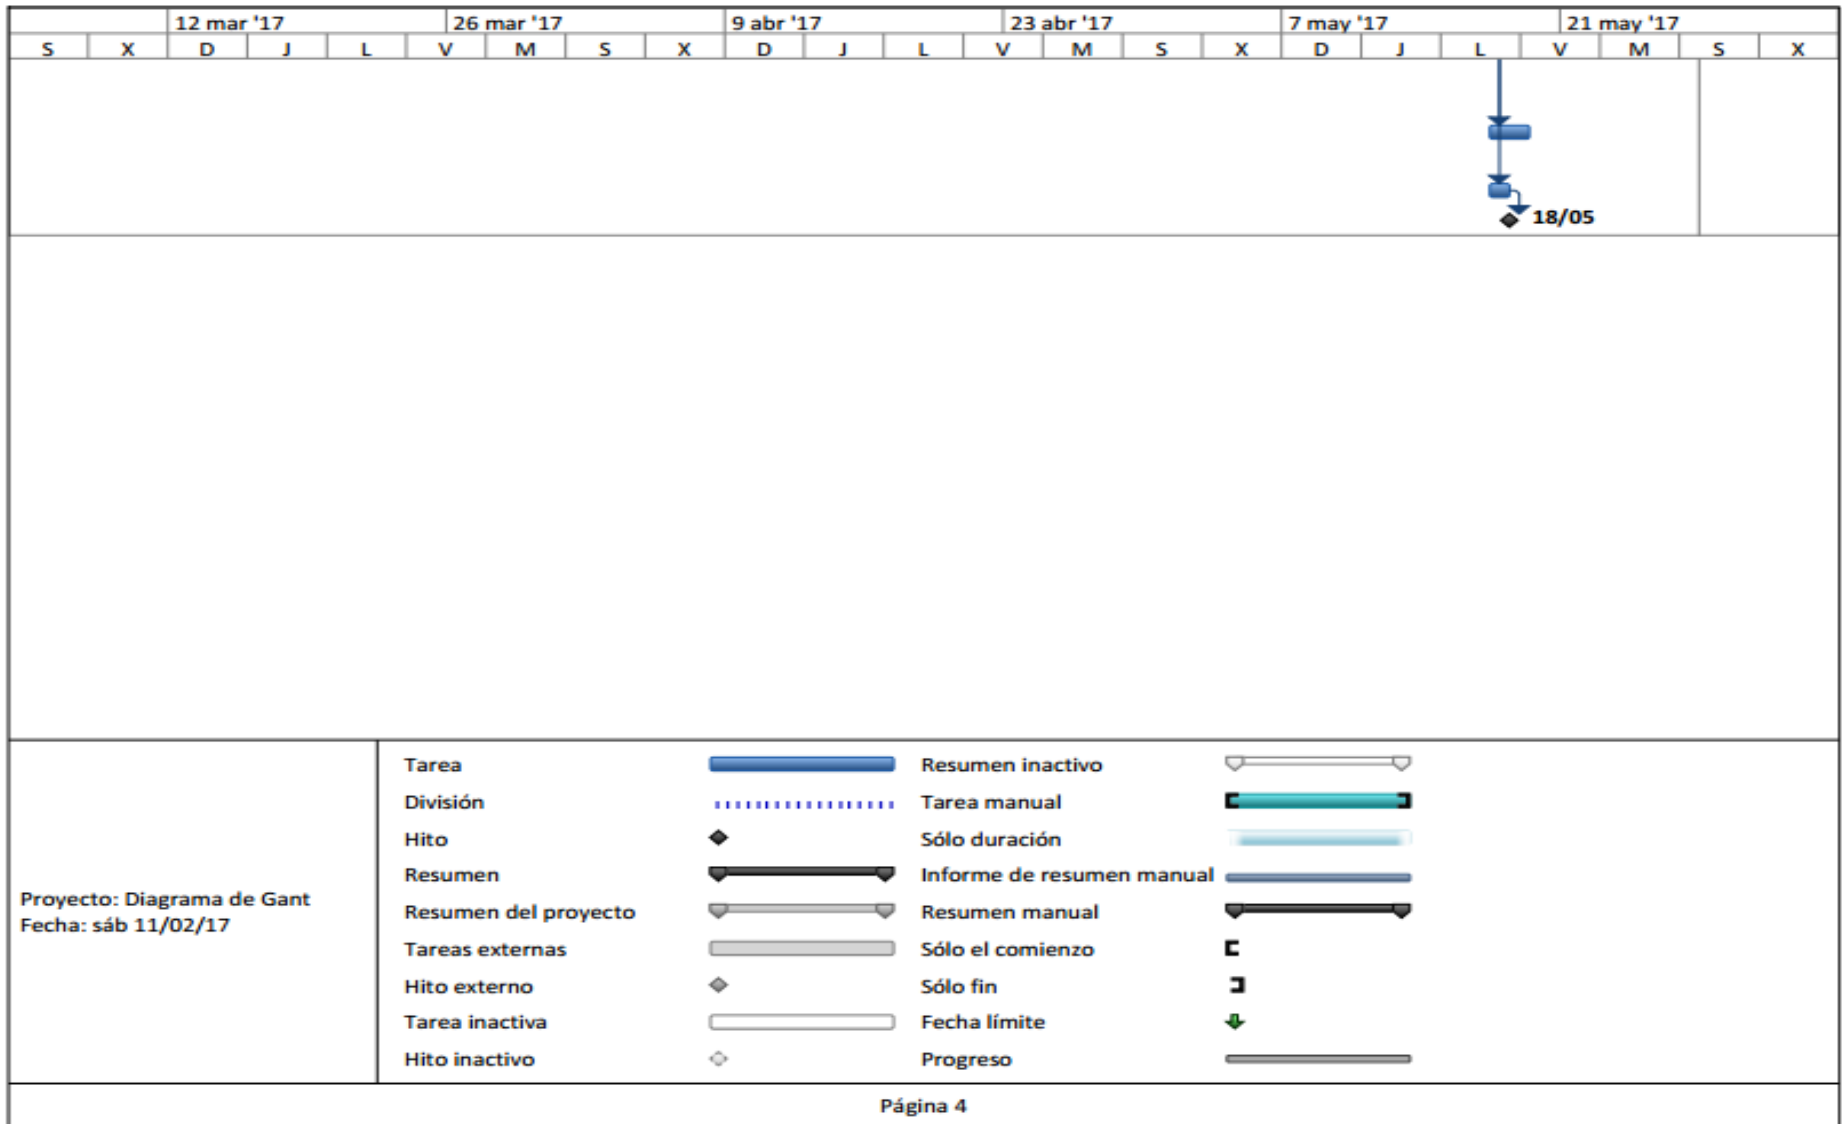 12 mar '17 26 mar '17 9 abr '17 23 abr '17 7 may '17 21 may '17
S X D J L V M S X D J L V M S X D J L V M S X
18/05
Proyecto: Diagrama de Gant
Fecha: sáb 11/02/17
Tarea
División
Hito
Resumen
Resumen del proyecto
Tareas externas
Hito externo
Tarea inactiva
Hito inactivo
Resumen inactivo
Tarea manual
Sólo duración
Informe de resumen manual
Resumen manual
Sólo el comienzo
Sólo fin
Fecha límite
Progreso
Página 4